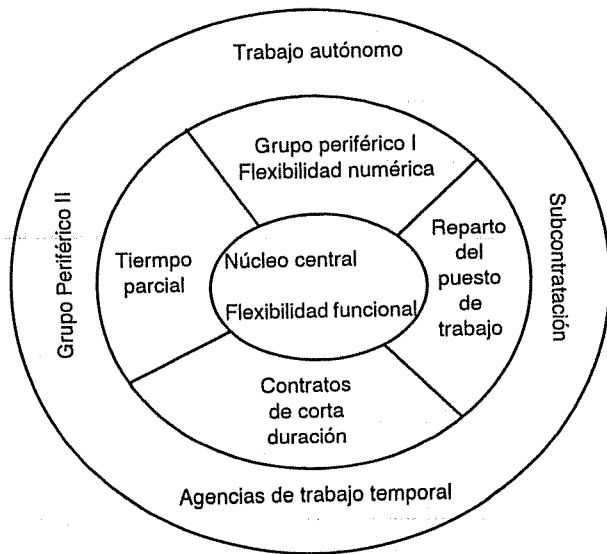 Trabajo autónomo
Grupo periférico I
Flexibilidad numérica
Grupo Periférico II
Tiermpo
parcial
Núcleo central
Flexibilidad funcional
Reparto
del
puesto
de
trabajo
Subcontratación
Contratos
de corta
duración
Agencias de trabajo temporal